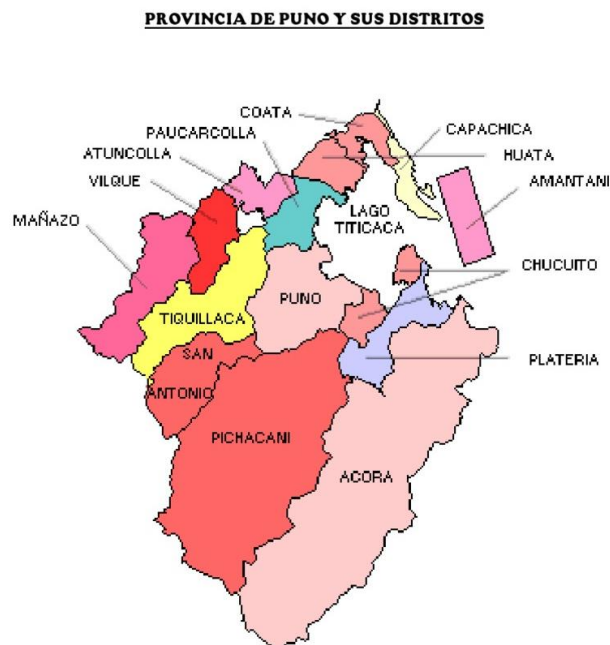 PROVINCIA DE PUNO Y SUS DISTRITOS
COATA
PAUCARCOLLA
CAPACHICA
ATUNCOLLA
HUATA
VILQUE
AMANTANI
LAGO
TITICACA
MAÑAZO
CHUCUITO
PUNO
TIQUILLACA
SAN
ANTONIO
PLATERIA
PICHACANI
ACORA